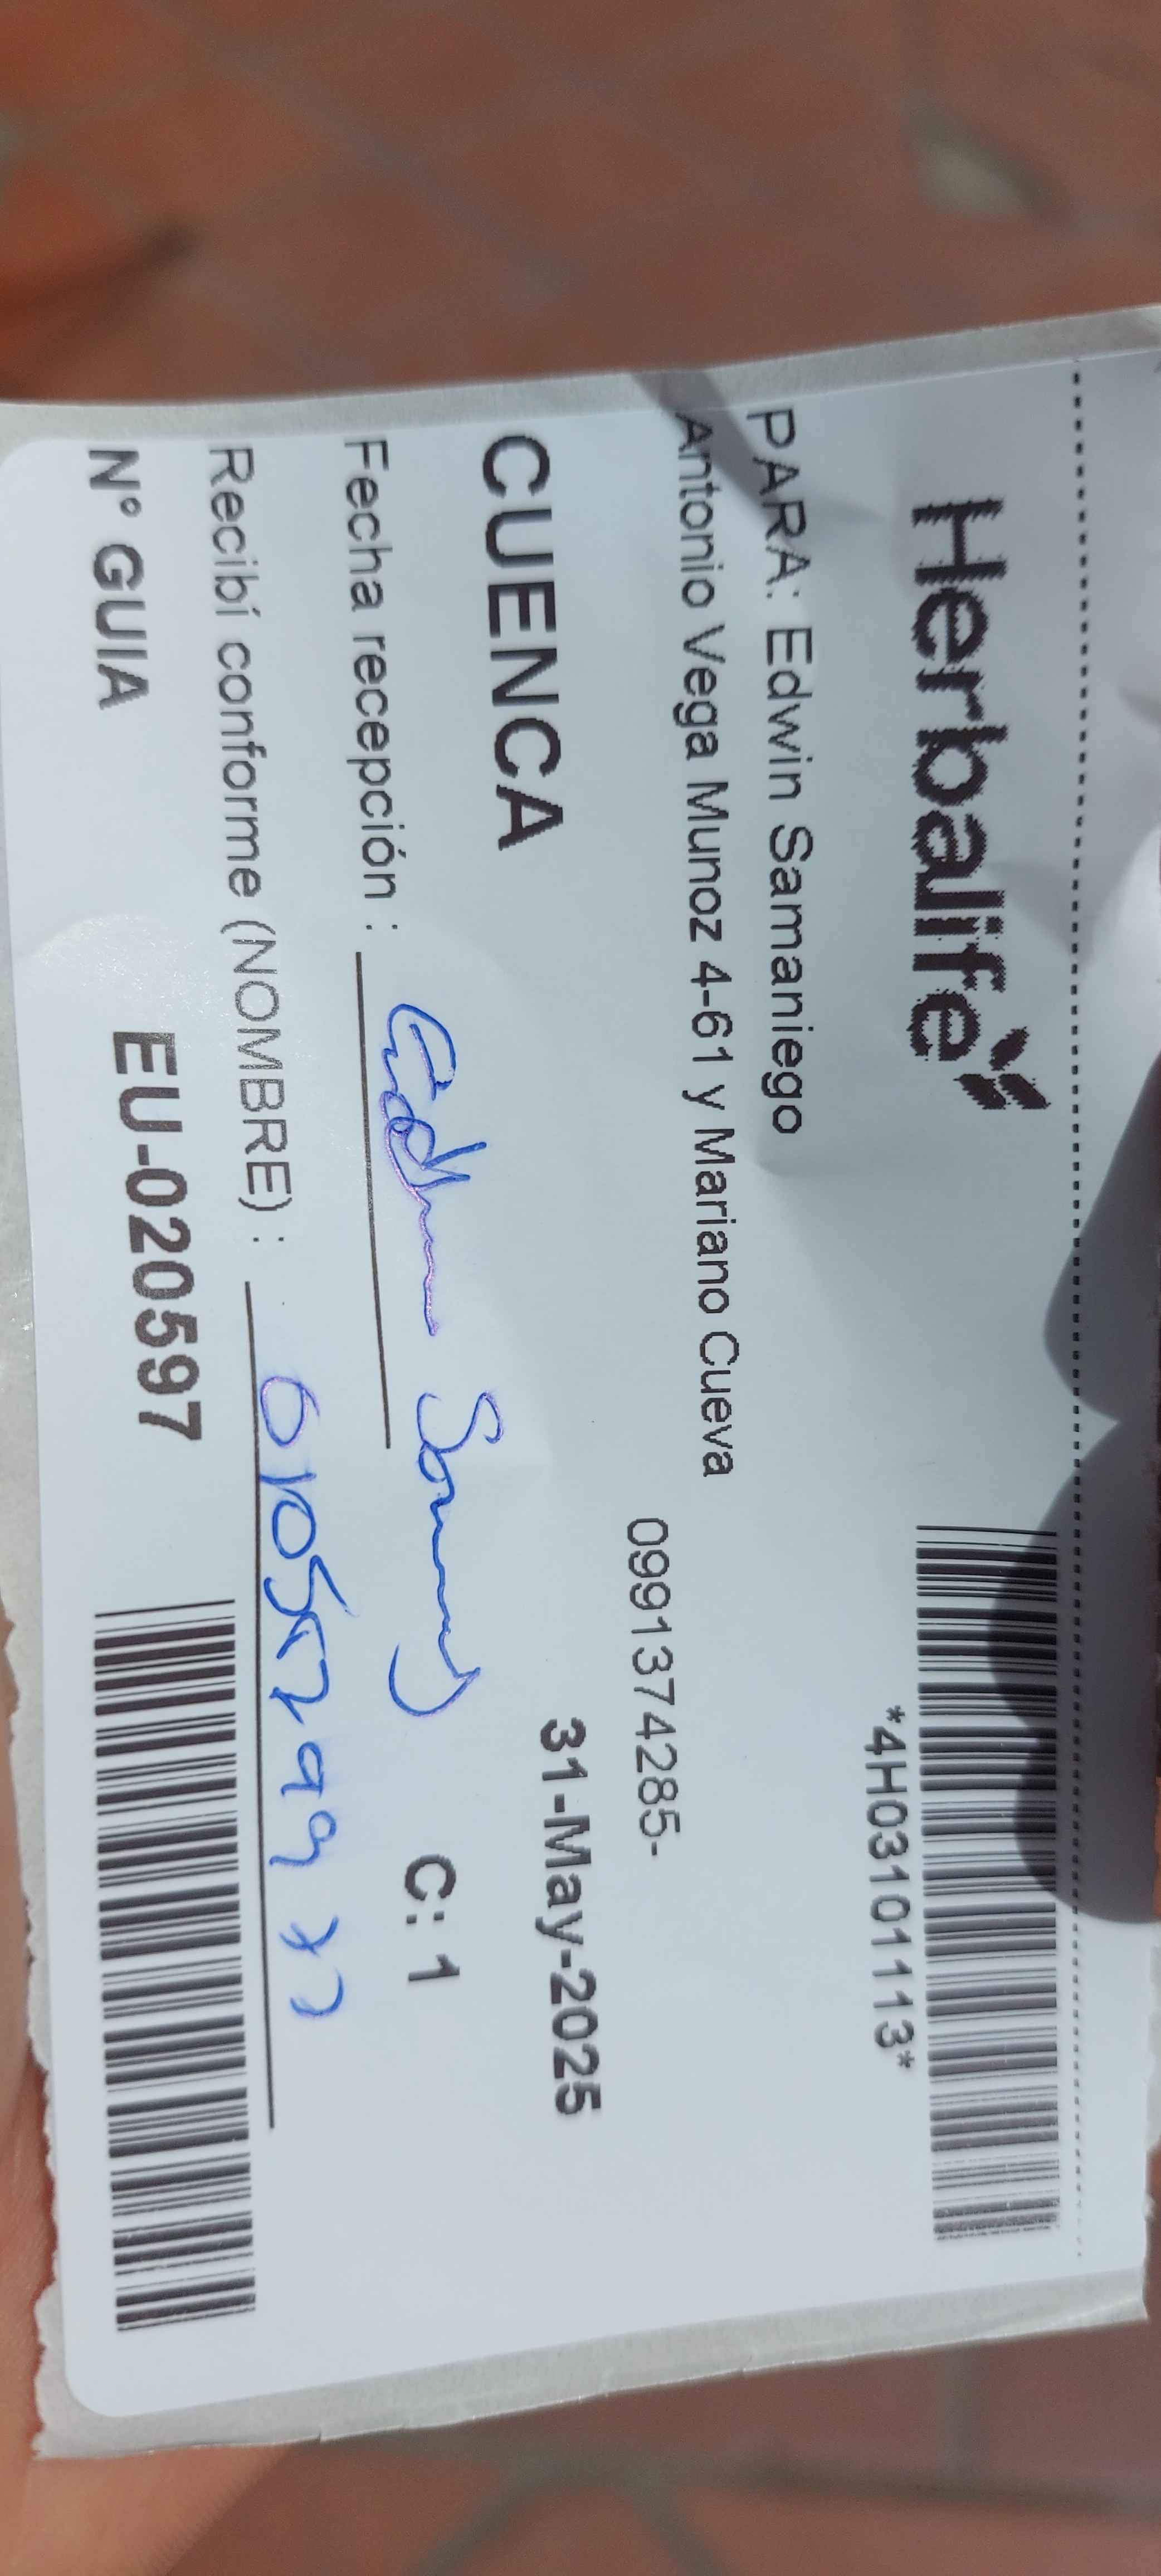 Herbalife
*4H03101113*
PARA: Edwin Samaniego
Antonio Vega Munoz 4-61 y Mariano Cueva
0991374285-
CUENCA 31-May-2025
Fecha recepción : Edwin C: 1
Recibí conforme (NOMBRE) :
N° GUIA EU-020597